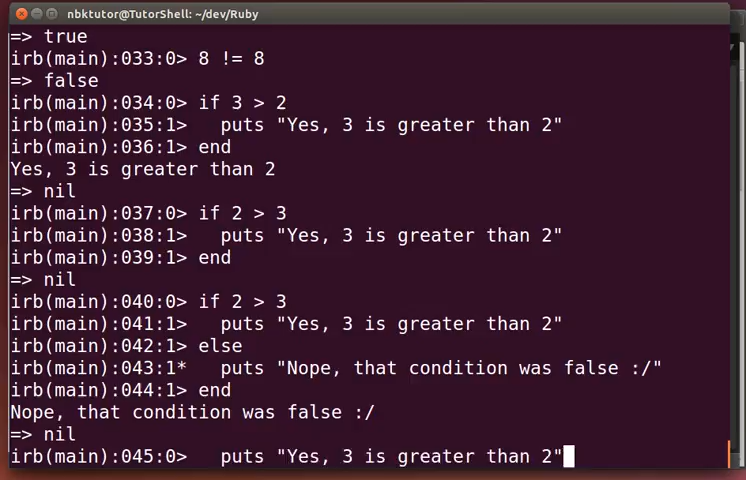 nbktutor@TutorShell: ~/dev/Ruby
=> true
irb(main):033:0> 8 != 8
=> false
irb(main):034:0> if 3 > 2
irb(main):035:1>   puts "Yes, 3 is greater than 2"
irb(main):036:1> end
Yes, 3 is greater than 2
=> nil
irb(main):037:0> if 2 > 3
irb(main):038:1>   puts "Yes, 3 is greater than 2"
irb(main):039:1> end
=> nil
irb(main):040:0> if 2 > 3
irb(main):041:1>   puts "Yes, 3 is greater than 2"
irb(main):042:1> else
irb(main):043:1*   puts "Nope, that condition was false :/"
irb(main):044:1> end
Nope, that condition was false :/
=> nil
irb(main):045:0>   puts "Yes, 3 is greater than 2"